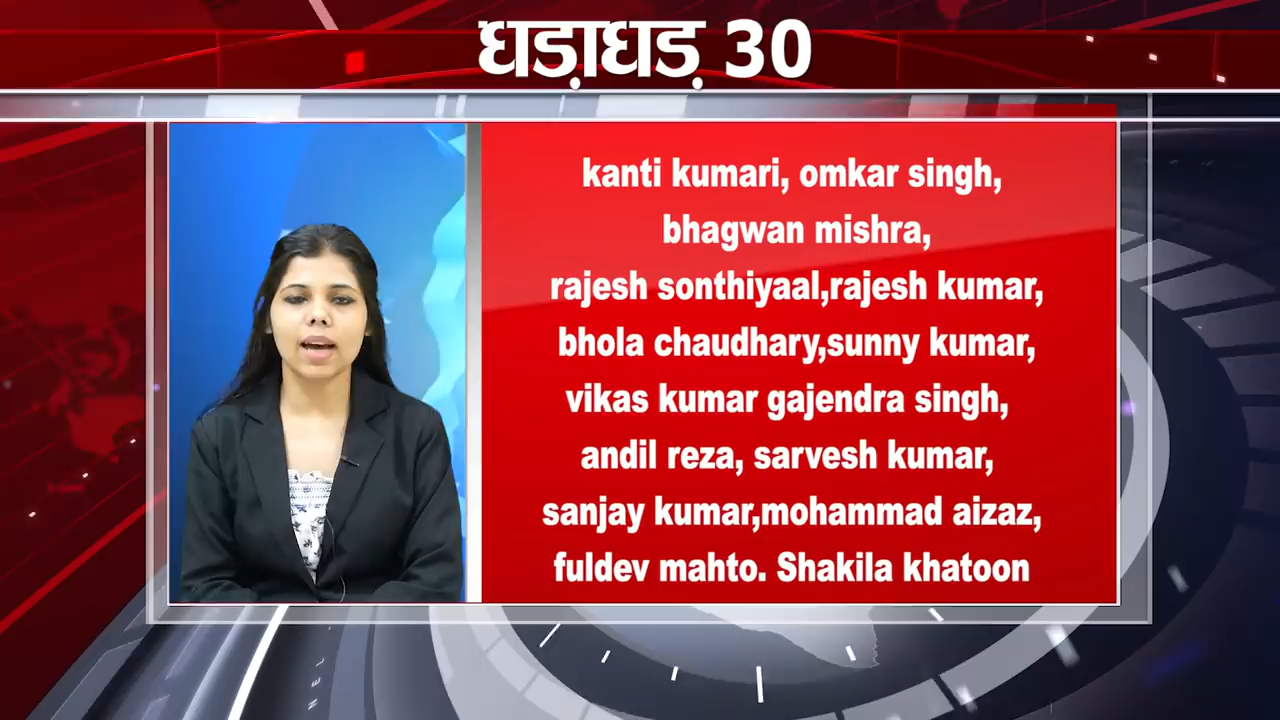 धड़ाधड़ 30
kanti kumari, omkar singh,
bhagwan mishra,
rajesh sonthiyaal,rajesh kumar,
bhola chaudhary,sunny kumar,
vikas kumar gajendra singh,
andil reza, sarvesh kumar,
sanjay kumar,mohammad aizaz,
fuldev mahto. Shakila khatoon